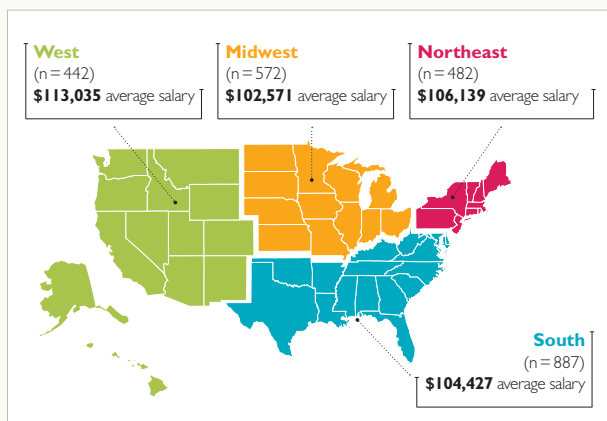 West
(n = 442)
$113,035 average salary
Midwest
(n = 572)
$102,571 average salary
Northeast
(n = 482)
$106,139 average salary
South
(n = 887)
$104,427 average salary